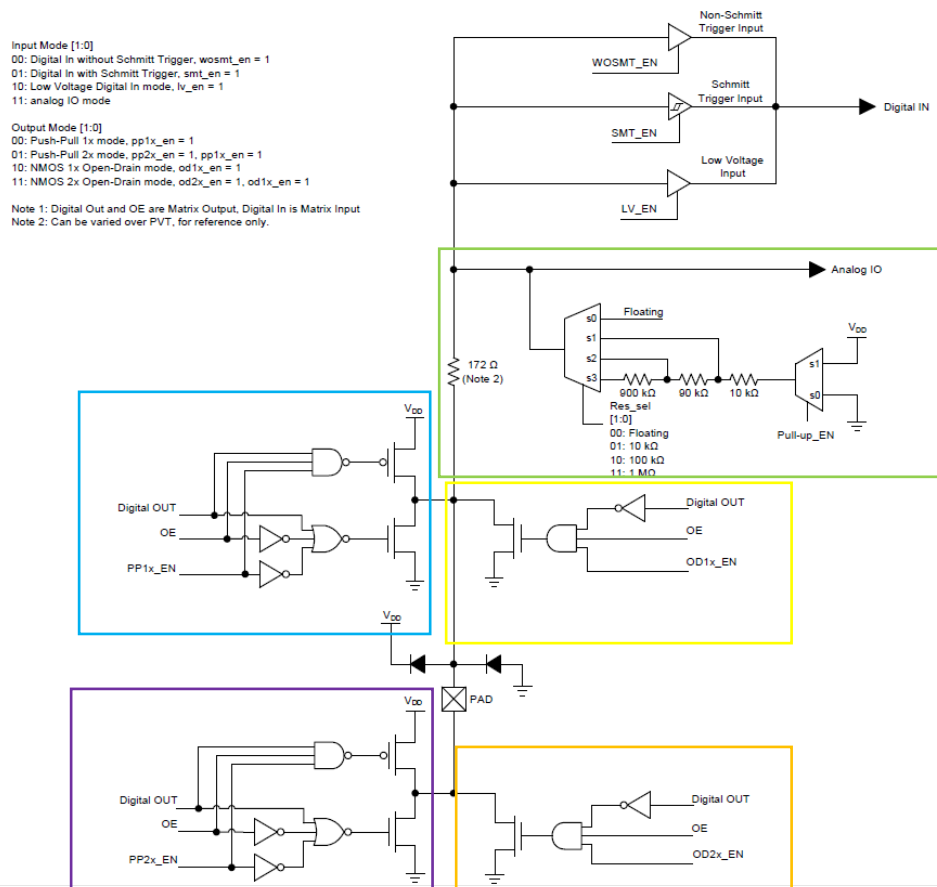 Input Mode [1:0]
00: Digital In without Schmitt Trigger, wosmt_en = 1
01: Digital In with Schmitt Trigger, smt_en = 1
10: Low Voltage Digital In mode, lv_en = 1
11: analog IO mode
Output Mode [1:0]
00: Push-Pull 1x mode, pp1x_en = 1
01: Push-Pull 2x mode, pp2x_en = 1, pp1x_en = 1
10: NMOS 1x Open-Drain mode, od1x_en = 1
11: NMOS 2x Open-Drain mode, od2x_en = 1, od1x_en = 1
Note 1: Digital Out and OE are Matrix Output, Digital In is Matrix Input
Note 2: Can be varied over PVT, for reference only.
Non-Schmitt
Trigger Input
WOSMT_EN
Schmitt
Trigger Input
SMT_EN
Digital IN
Low Voltage
Input
LV_EN
Analog IO
Floating
s0
s1
s2
s3
900 kΩ
90 kΩ
10 kΩ
VDD
s1
s0
Pull-up_EN
Res_sel
[1:0]
00: Floating
01: 10 kΩ
10: 100 kΩ
11: 1 MΩ
172 Ω
(Note 2)
VDD
Digital OUT
OE
PP1x_EN
Digital OUT
OE
OD1x_EN
VDD
PAD
VDD
Digital OUT
OE
PP2x_EN
Digital OUT
OE
OD2x_EN